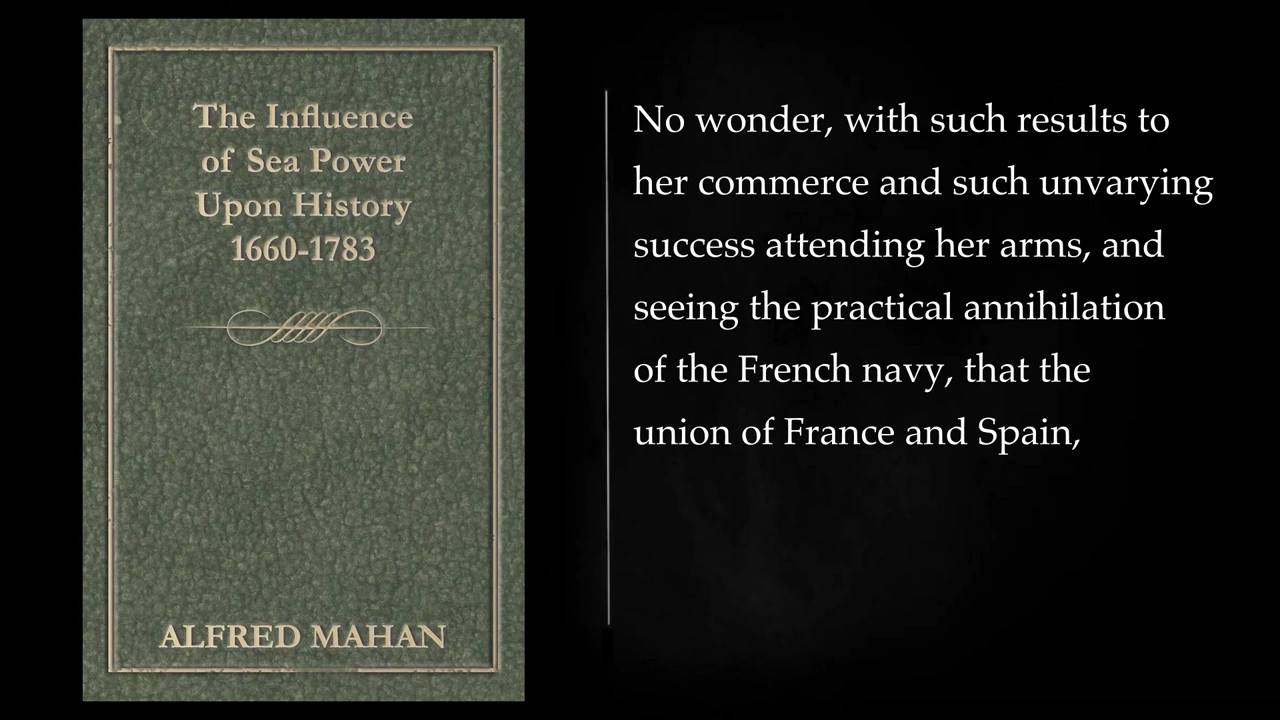 The Influence
of Sea Power
Upon History
1660-1783
ALFRED MAHAN
No wonder, with such results to
her commerce and such unvarying
success attending her arms, and
seeing the practical annihilation
of the French navy, that the
union of France and Spain,